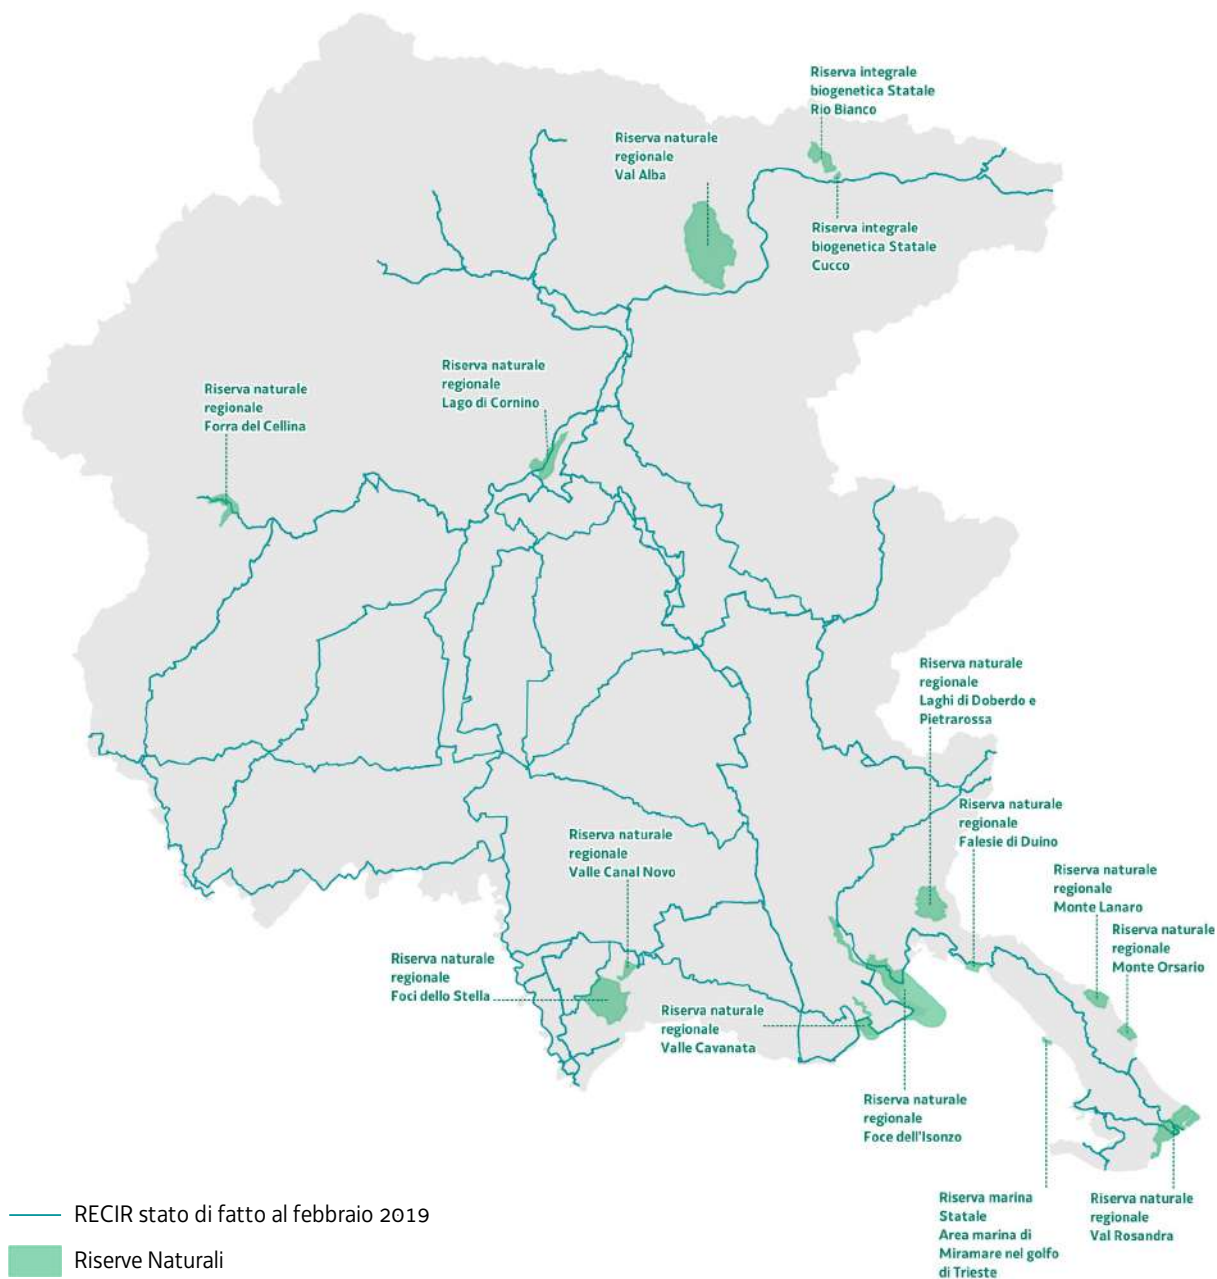 Riserva integrale
biogenetica Statale
Rio Bianco
Riserva naturale
regionale
Val Alba
Riserva integrale
biogenetica Statale
Cucco
Riserva naturale
regionale
Lago di Cornino
Riserva naturale
regionale
Forra del Cellina
Riserva naturale
regionale
Laghi di Doberdo e
Pietrarossa
Riserva naturale
regionale
Falesie di Duino
Riserva naturale
regionale
Valle Canal Novo
Riserva naturale
regionale
Monte Lanaro
Riserva naturale
regionale
Monte Orsario
Riserva naturale
regionale
Foci dello Stella
Riserva naturale
regionale
Valle Cavanata
Riserva naturale
regionale
Foce dell'Isonzo
Riserva marina
Statale
Area marina di
Miramare nel golfo
di Trieste
Riserva naturale
regionale
Val Rosandra
RECIR stato di fatto al febbraio 2019
Riserve Naturali